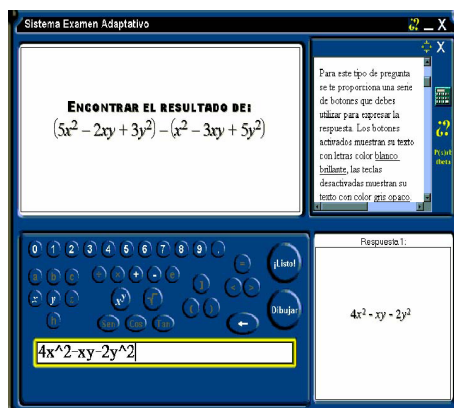 Sistema Examen Adaptativo
ENCONTRAR EL RESULTADO DE:
(5x² – 2xy + 3y²) – (x² – 3xy + 5y²)
Para este tipo de pregunta
se te proporciona una serie
de botones que debes
utilizar para expresar la
respuesta. Los botones
activados muestran su texto
con letras color blanco
brillante, las teclas
desactivadas muestran su
texto con color gris opaco.
0 1 2 3 4 5 6 7 8 9 .
a b c + - =
x y z x^y √ ( ) < >
h Sen Cos Tan
¡Listo!
Dibujar
4x^2-xy-2y^2
Respuesta 1:
4x² - xy - 2y²